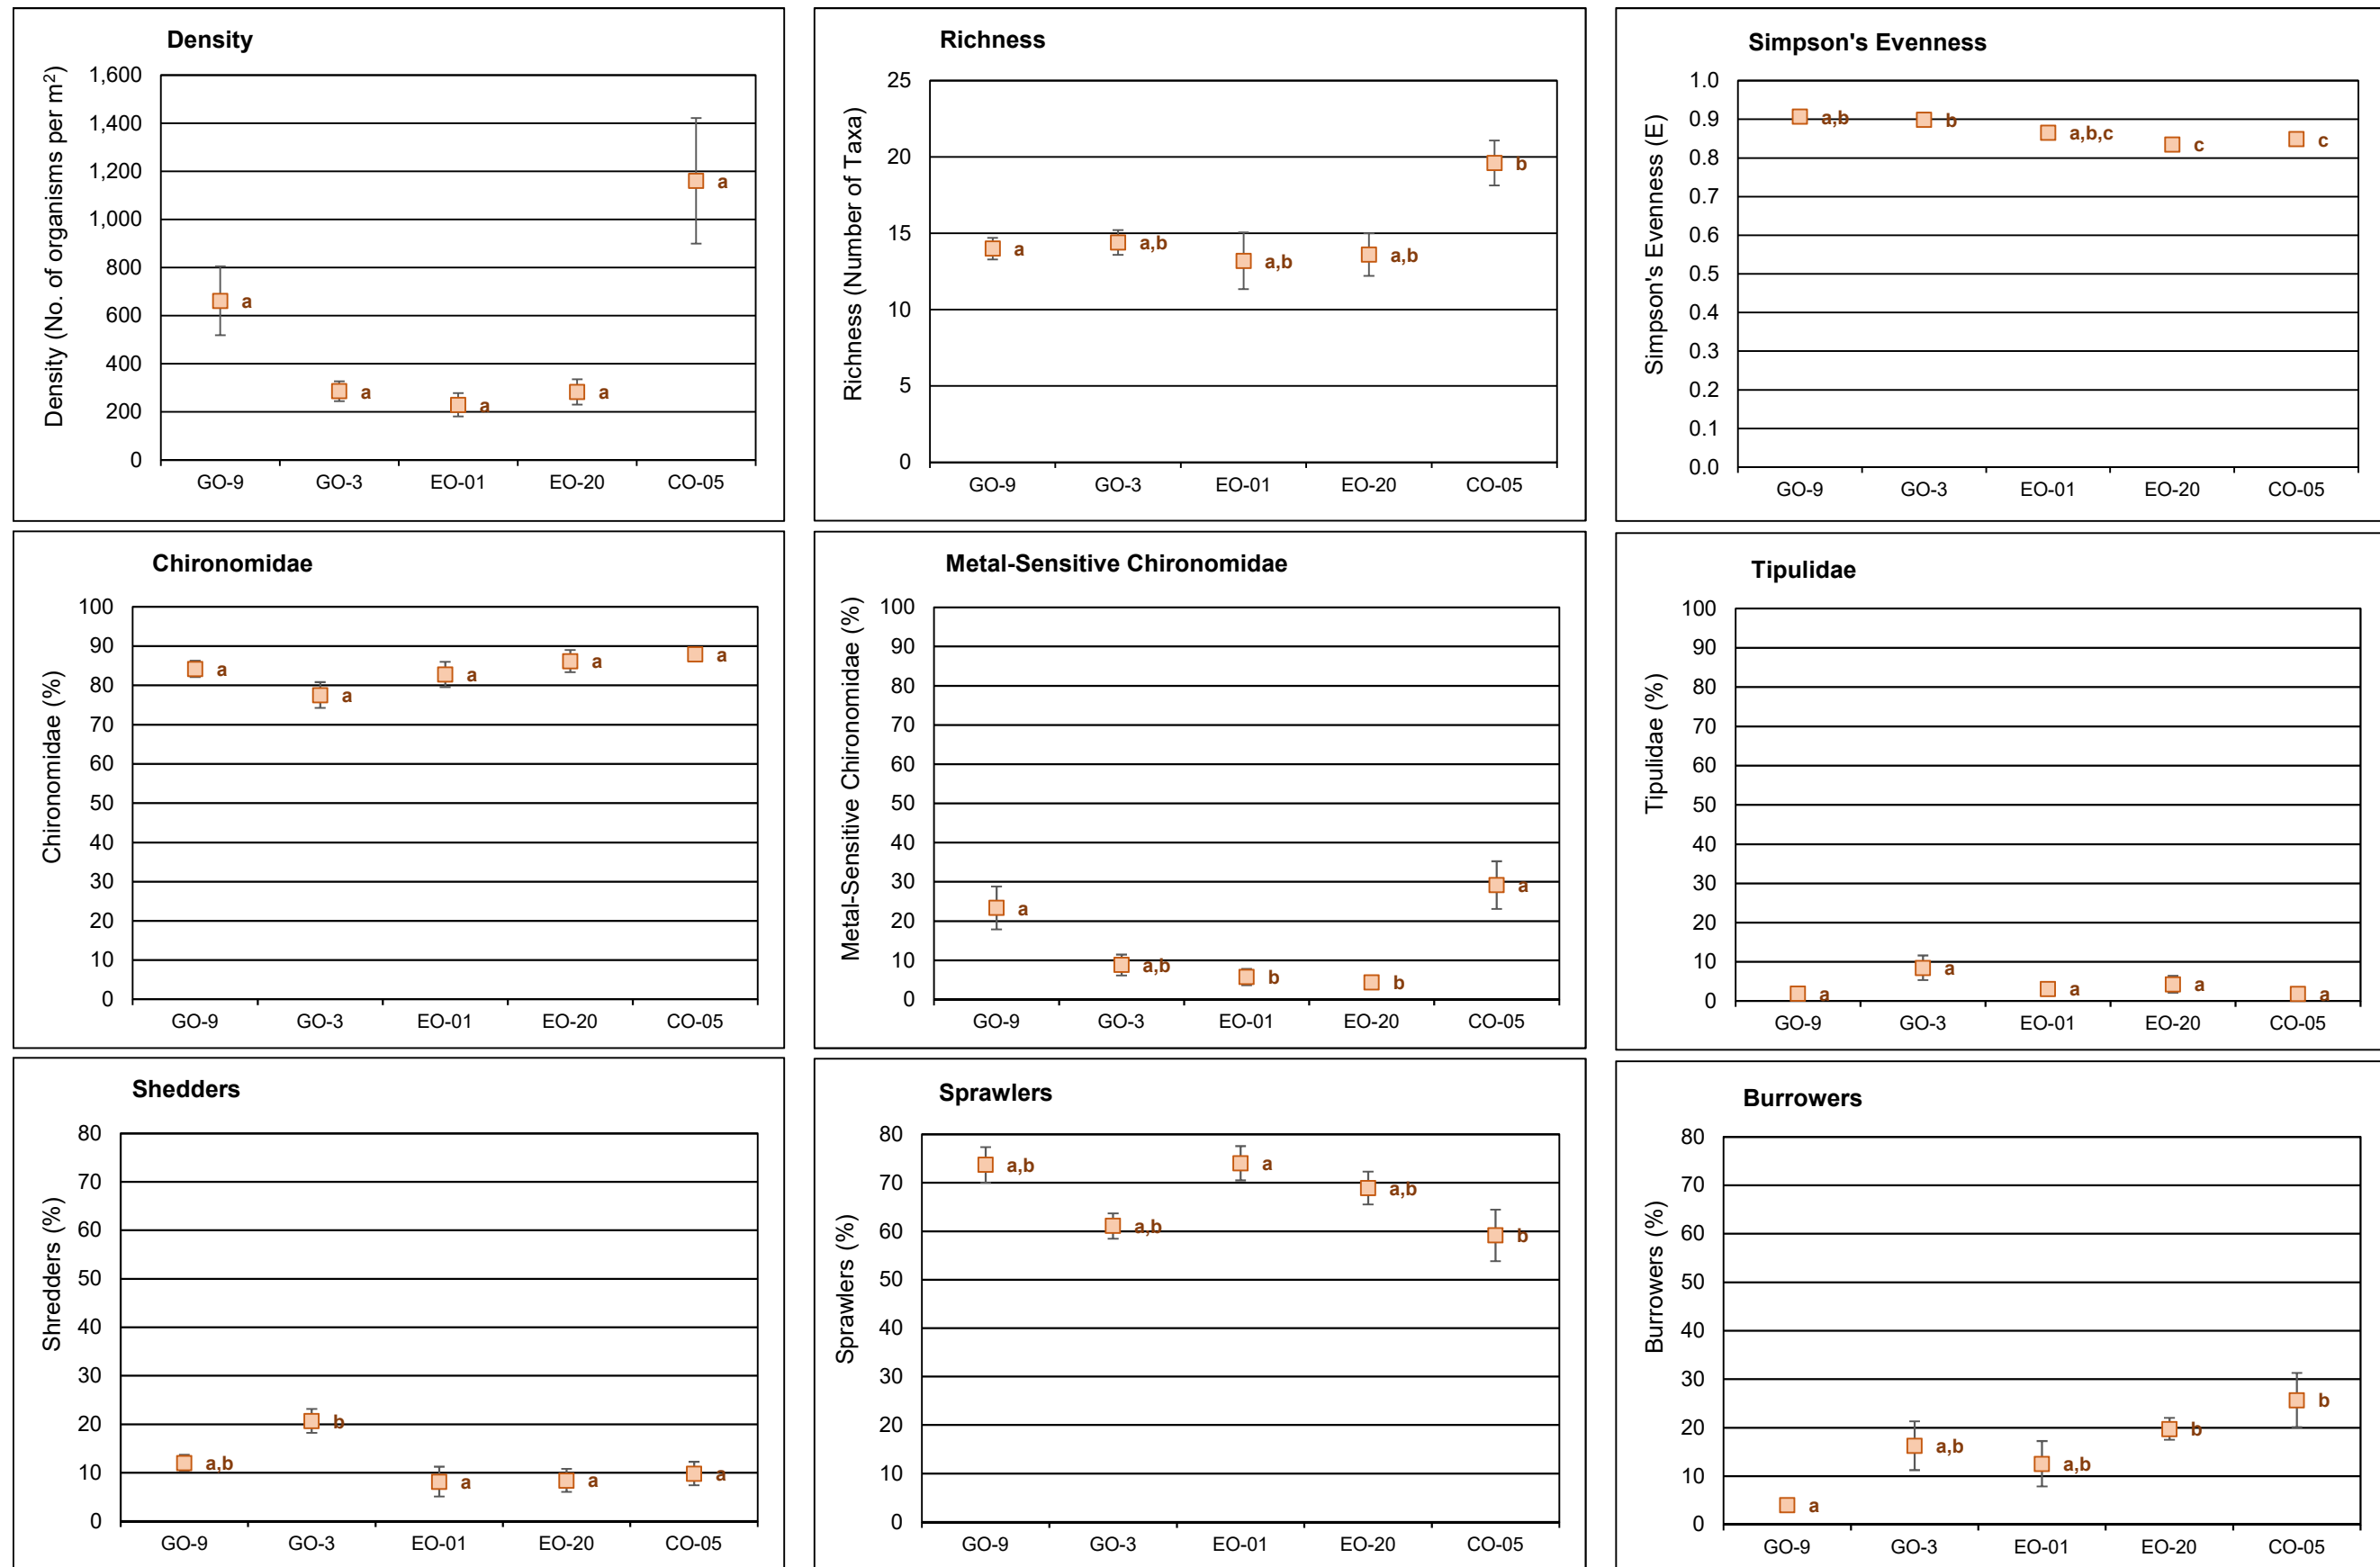 Density
Density (No. of organisms per m²)
1,600
1,400
1,200
1,000
800
600
400
200
0
a
a
a
a
a
GO-9 GO-3 EO-01 EO-20 CO-05
Richness
Richness (Number of Taxa)
25
20
15
10
5
0
a
a,b
a,b
a,b
b
GO-9 GO-3 EO-01 EO-20 CO-05
Simpson's Evenness
Simpson's Evenness (E)
1.0
0.9
0.8
0.7
0.6
0.5
0.4
0.3
0.2
0.1
0.0
a,b
b
a,b,c
c
c
GO-9 GO-3 EO-01 EO-20 CO-05
Chironomidae
Chironomidae (%)
100
90
80
70
60
50
40
30
20
10
0
a
a
a
a
a
GO-9 GO-3 EO-01 EO-20 CO-05
Metal-Sensitive Chironomidae
Metal-Sensitive Chironomidae (%)
100
90
80
70
60
50
40
30
20
10
0
a
a,b
b
b
a
GO-9 GO-3 EO-01 EO-20 CO-05
Tipulidae
Tipulidae (%)
100
90
80
70
60
50
40
30
20
10
0
a
a
a
a
a
GO-9 GO-3 EO-01 EO-20 CO-05
Shedders
Shredders (%)
80
70
60
50
40
30
20
10
0
a,b
b
a
a
a
GO-9 GO-3 EO-01 EO-20 CO-05
Sprawlers
Sprawlers (%)
80
70
60
50
40
30
20
10
0
a,b
a,b
a
a,b
b
GO-9 GO-3 EO-01 EO-20 CO-05
Burrowers
Burrowers (%)
80
70
60
50
40
30
20
10
0
a
a,b
a,b
b
b
GO-9 GO-3 EO-01 EO-20 CO-05